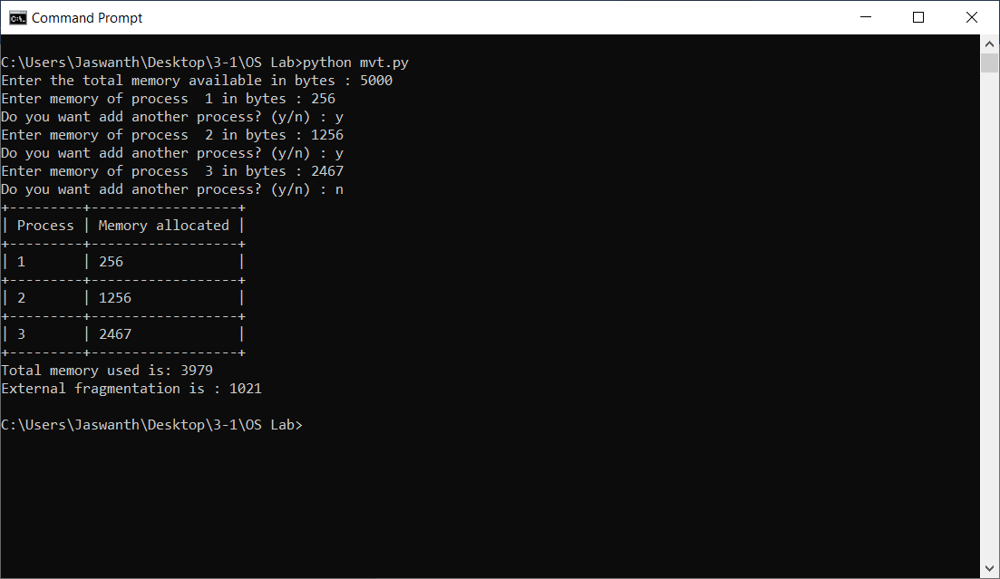 Command Prompt
C:\Users\Jaswanth\Desktop\3-1\OS Lab>python mvt.py
Enter the total memory available in bytes : 5000
Enter memory of process  1 in bytes : 256
Do you want add another process? (y/n) : y
Enter memory of process  2 in bytes : 1256
Do you want add another process? (y/n) : y
Enter memory of process  3 in bytes : 2467
Do you want add another process? (y/n) : n
+---------+------------------+
| Process | Memory allocated |
+---------+------------------+
| 1       | 256              |
+---------+------------------+
| 2       | 1256             |
+---------+------------------+
| 3       | 2467             |
+---------+------------------+
Total memory used is: 3979
External fragmentation is : 1021
C:\Users\Jaswanth\Desktop\3-1\OS Lab>